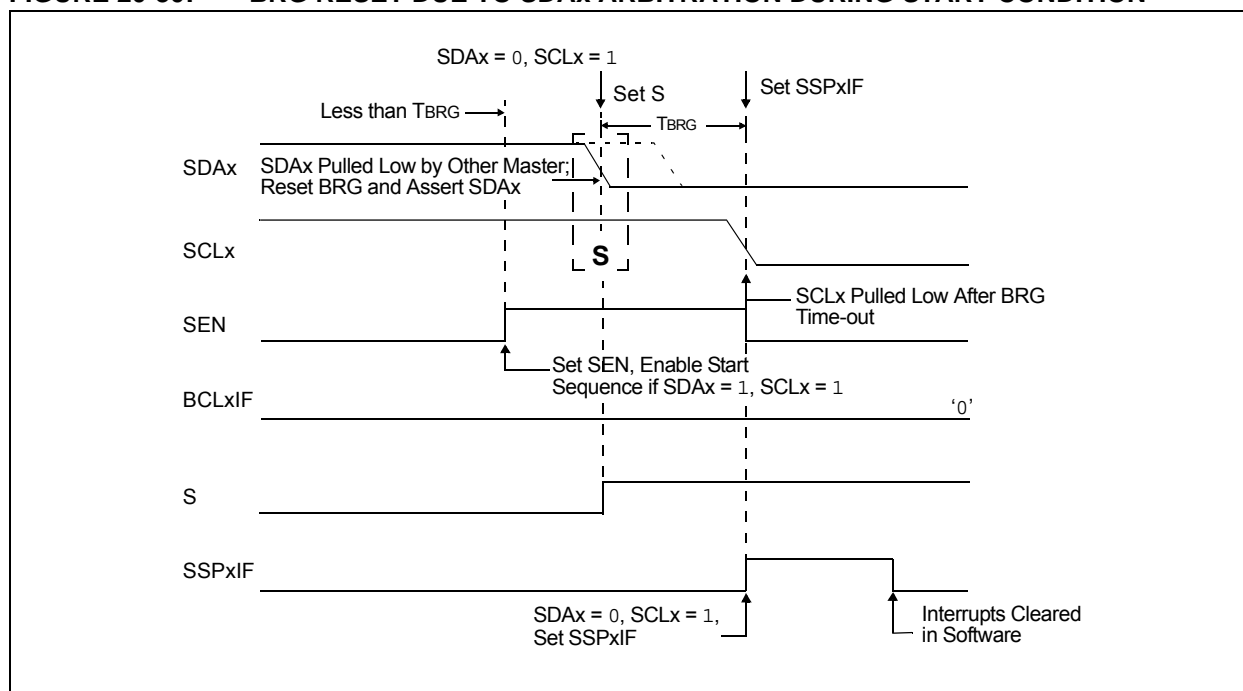 SDAx = 0, SCLx = 1
Set S
Set SSPxIF
Less than TBRG
TBRG
SDAx
SDAx Pulled Low by Other Master;
Reset BRG and Assert SDAx
SCLx
S
SCLx Pulled Low After BRG
Time-out
SEN
Set SEN, Enable Start
Sequence if SDAx = 1, SCLx = 1
BCLxIF
'0'
S
SSPxIF
SDAx = 0, SCLx = 1,
Set SSPxIF
Interrupts Cleared
in Software